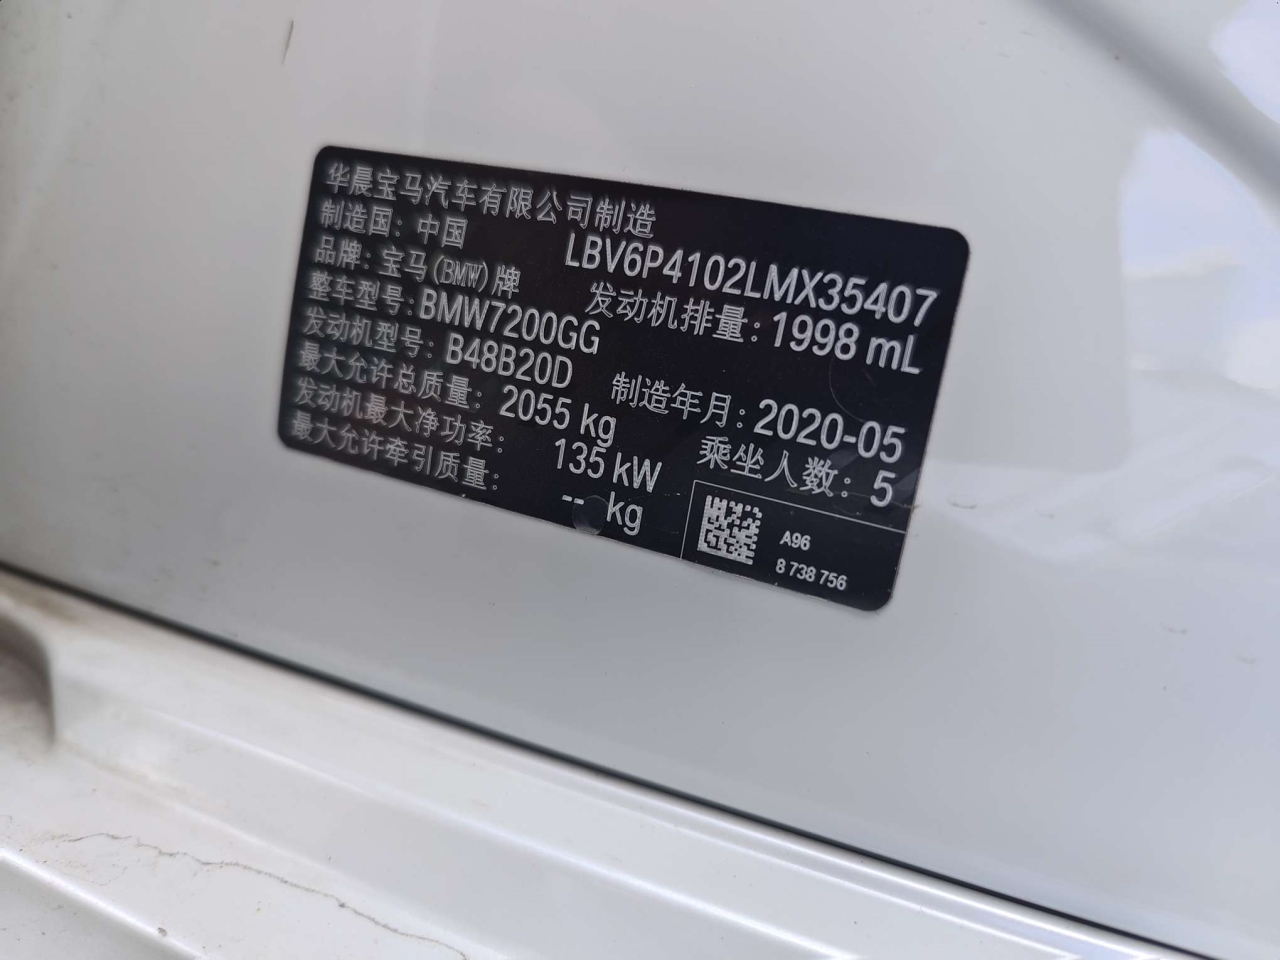 华晨宝马汽车有限公司制造
制造国: 中国
LBV6P4102LMX35407
品牌: 宝马(BMW)牌
发动机排量: 1998 mL
整车型号: BMW7200GG
发动机型号: B48B20D
制造年月: 2020-05
最大允许总质量: 2055 kg
乘坐人数: 5
发动机最大净功率: 135 kW
最大允许牵引质量: -- kg
A96
8 738 756